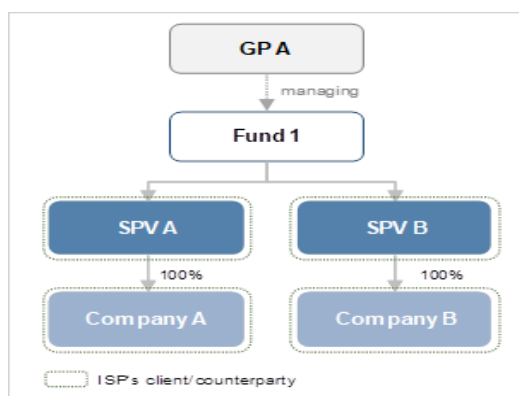 GP A
managing
Fund 1
SPV A
SPV B
100%
100%
Company A
Company B
ISP's client/counterparty